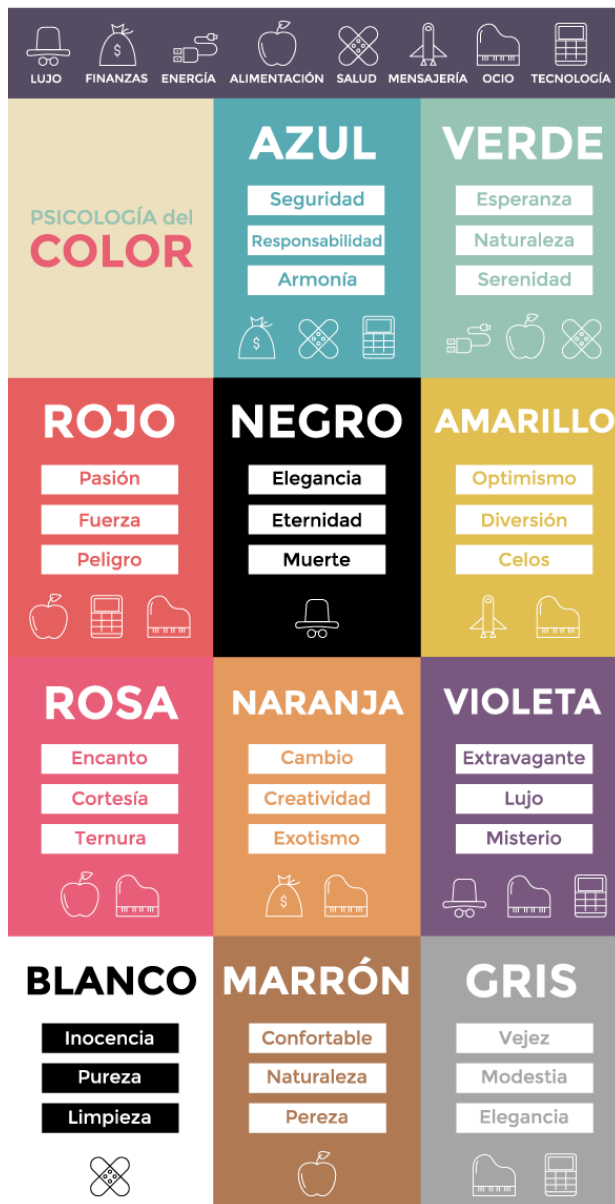 LUJO FINANZAS ENERGÍA ALIMENTACIÓN SALUD MENSAJERÍA OCIO TECNOLOGÍA
PSICOLOGÍA del
COLOR
AZUL
Seguridad
Responsabilidad
Armonía
$
VERDE
Esperanza
Naturaleza
Serenidad
ROJO
Pasión
Fuerza
Peligro
NEGRO
Elegancia
Eternidad
Muerte
AMARILLO
Optimismo
Diversión
Celos
ROSA
Encanto
Cortesía
Ternura
NARANJA
Cambio
Creatividad
Exotismo
$
VIOLETA
Extravagante
Lujo
Misterio
BLANCO
Inocencia
Pureza
Limpieza
MARRÓN
Confortable
Naturaleza
Pereza
GRIS
Vejez
Modestia
Elegancia